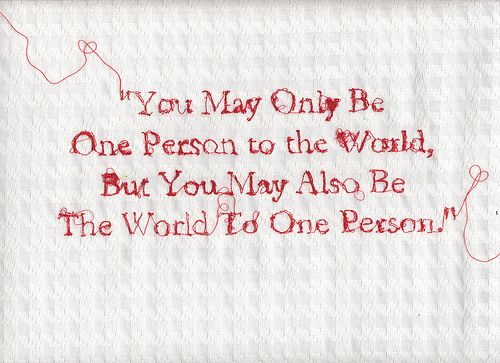 "You May Only Be
One Person to the World,
But You May Also Be
The World To One Person."